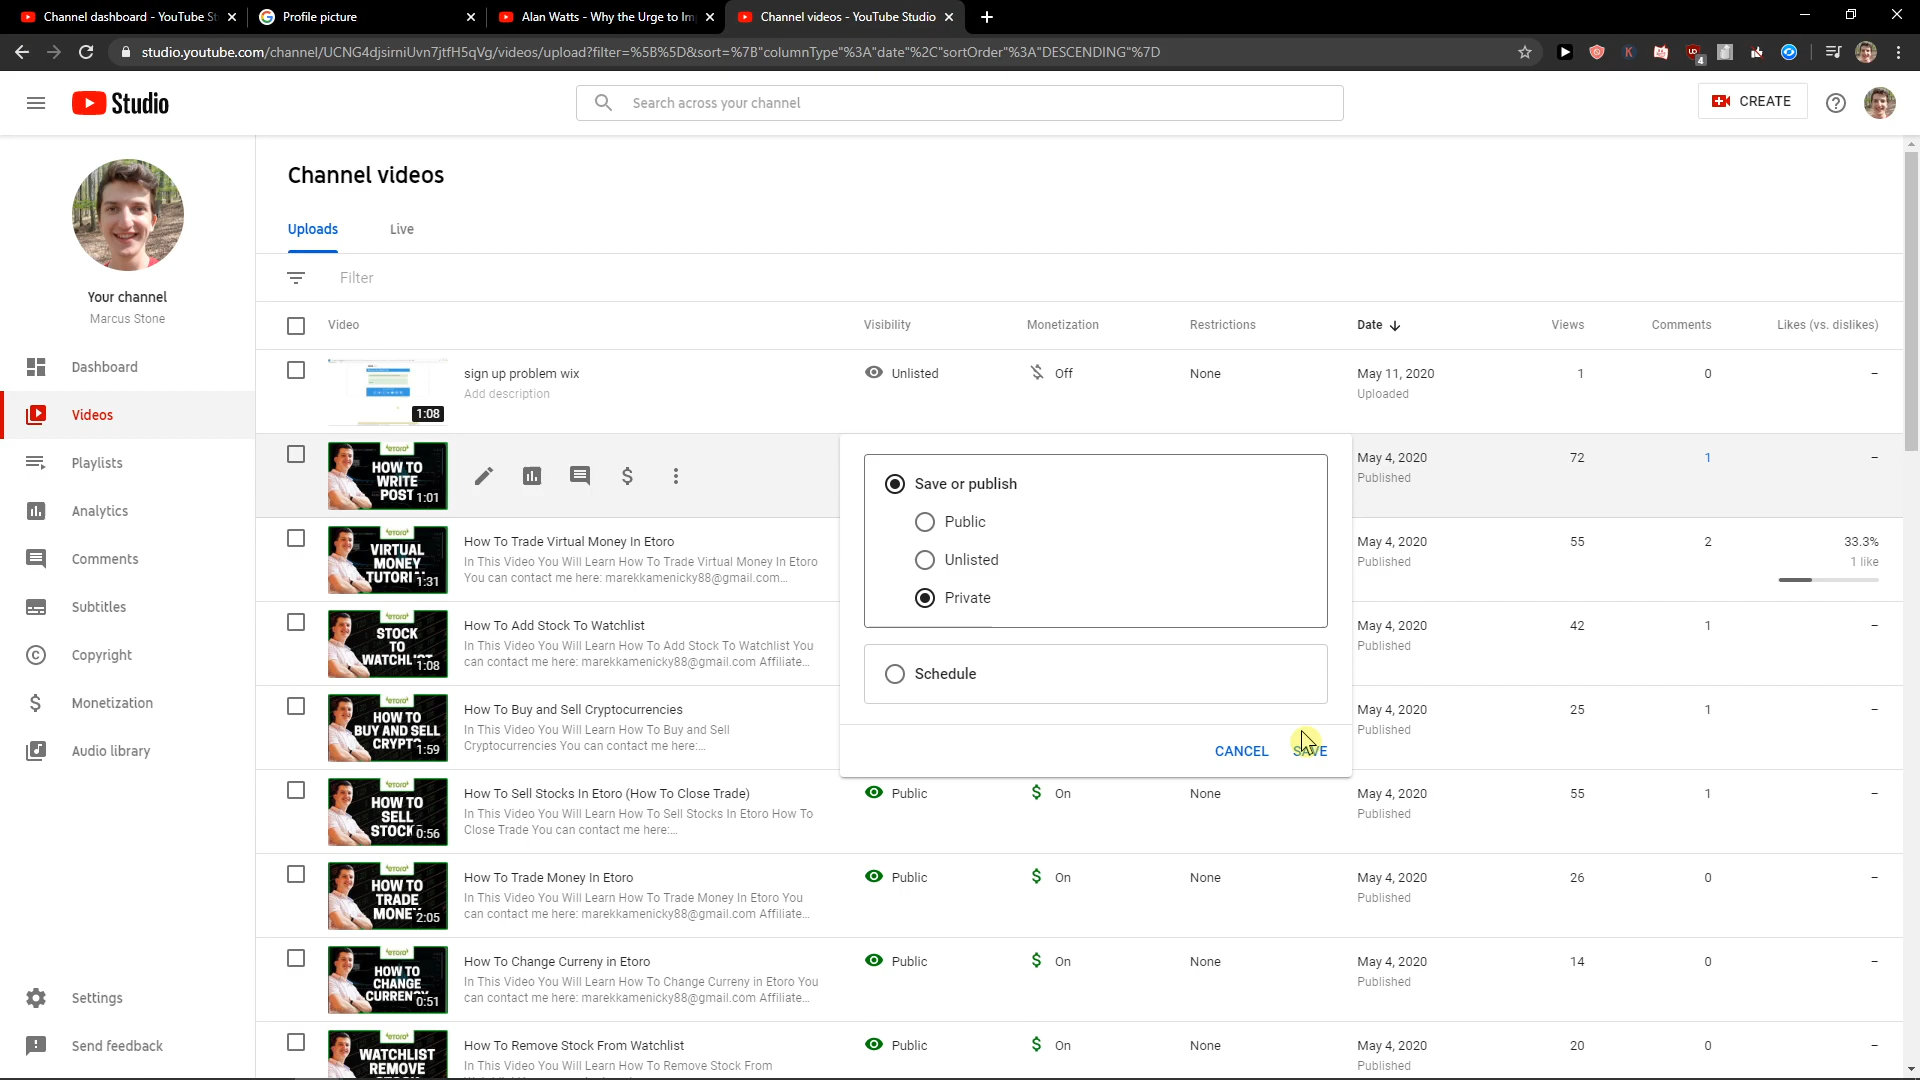 Channel dashboard - YouTube St
Profile picture
Alan Watts - Why the Urge to Im
Channel videos - YouTube Studio
studio.youtube.com/channel/UCNG4djsirniUvn7jtfH5qVg/videos/upload?filter=%5B%5D&sort=%7B"columnType"%3A"date"%2C"sortOrder"%3A"DESCENDING"%7D
4
Studio
Search across your channel
CREATE
Your channel
Marcus Stone
Dashboard
Videos
Playlists
Analytics
Comments
Subtitles
Copyright
Monetization
Audio library
Settings
Send feedback
Channel videos
Uploads Live
Filter
Video Visibility Monetization Restrictions Date Views Comments Likes (vs. dislikes)
1:08
sign up problem wix Unlisted Off None May 11, 2020 1 0 –
Add description Uploaded
HOW TO
WRITE
POST 1:01
May 4, 2020 72 1 –
Published
Save or publish
Public
Unlisted
Private
Schedule
CANCEL SAVE
VIRTUAL
MONEY
1:31
How To Trade Virtual Money In Etoro May 4, 2020 55 2 33.3%
In This Video You Will Learn How To Trade Virtual Money In Etoro Published 1 like
You can contact me here: marekkamenicky88@gmail.com...
STOCK
TO
1:08
How To Add Stock To Watchlist May 4, 2020 42 1 –
In This Video You Will Learn How To Add Stock To Watchlist You Published
can contact me here: marekkamenicky88@gmail.com Affiliate...
HOW TO
BUY AND SELL
1:59
How To Buy and Sell Cryptocurrencies May 4, 2020 25 1 –
In This Video You Will Learn How To Buy and Sell Published
Cryptocurrencies You can contact me here:...
HOW TO
SELL
0:56
How To Sell Stocks In Etoro (How To Close Trade) Public On None May 4, 2020 55 1 –
In This Video You Will Learn How To Sell Stocks In Etoro How To Published
Close Trade You can contact me here:...
HOW TO
TRADE
2:05
How To Trade Money In Etoro Public On None May 4, 2020 26 0 –
In This Video You Will Learn How To Trade Money In Etoro You Published
can contact me here: marekkamenicky88@gmail.com Affiliate...
HOW TO
CHANGE
0:51
How To Change Curreny in Etoro Public On None May 4, 2020 14 0 –
In This Video You Will Learn How To Change Curreny in Etoro You Published
can contact me here: marekkamenicky88@gmail.com Affiliate...
WATCHLIST
REMOVE
How To Remove Stock From Watchlist Public On None May 4, 2020 20 0 –
In This Video You Will Learn How To Remove Stock From Published